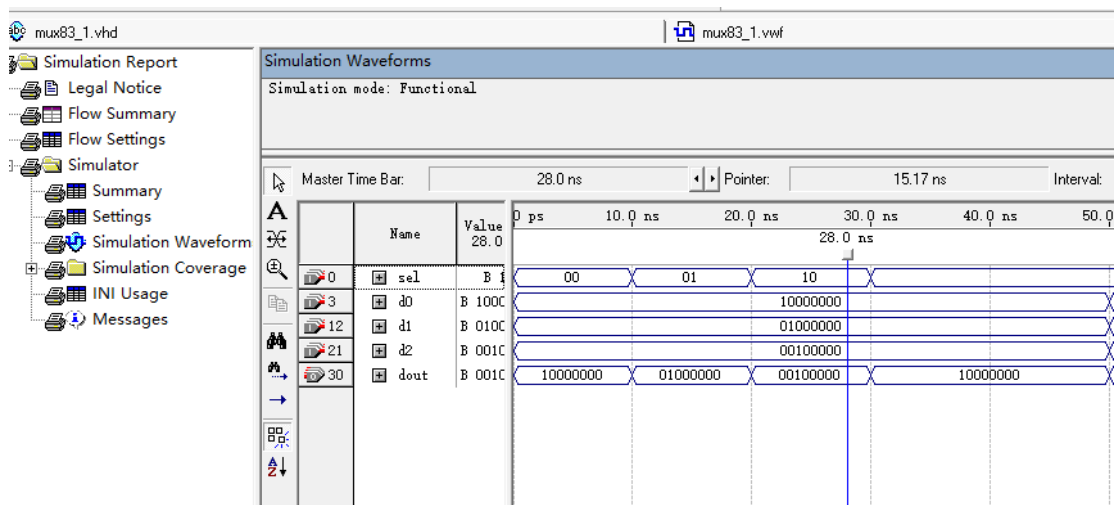 abc mux83_1.vhd
mux83_1.vwf
Simulation Report
Legal Notice
Flow Summary
Flow Settings
Simulator
Summary
Settings
Simulation Waveform
Simulation Coverage
INI Usage
Messages
Simulation Waveforms
Simulation mode: Functional
Master Time Bar: 28.0 ns Pointer: 15.17 ns Interval:
A
Name Value 28.0
0 ps 10.0 ns 20.0 ns 30.0 ns 40.0 ns 50.0
28.0 ns
0 sel B 1 00 01 10
3 d0 B 1000 10000000
12 d1 B 0100 01000000
21 d2 B 0010 00100000
30 dout B 0010 10000000 01000000 00100000 10000000
A
Z